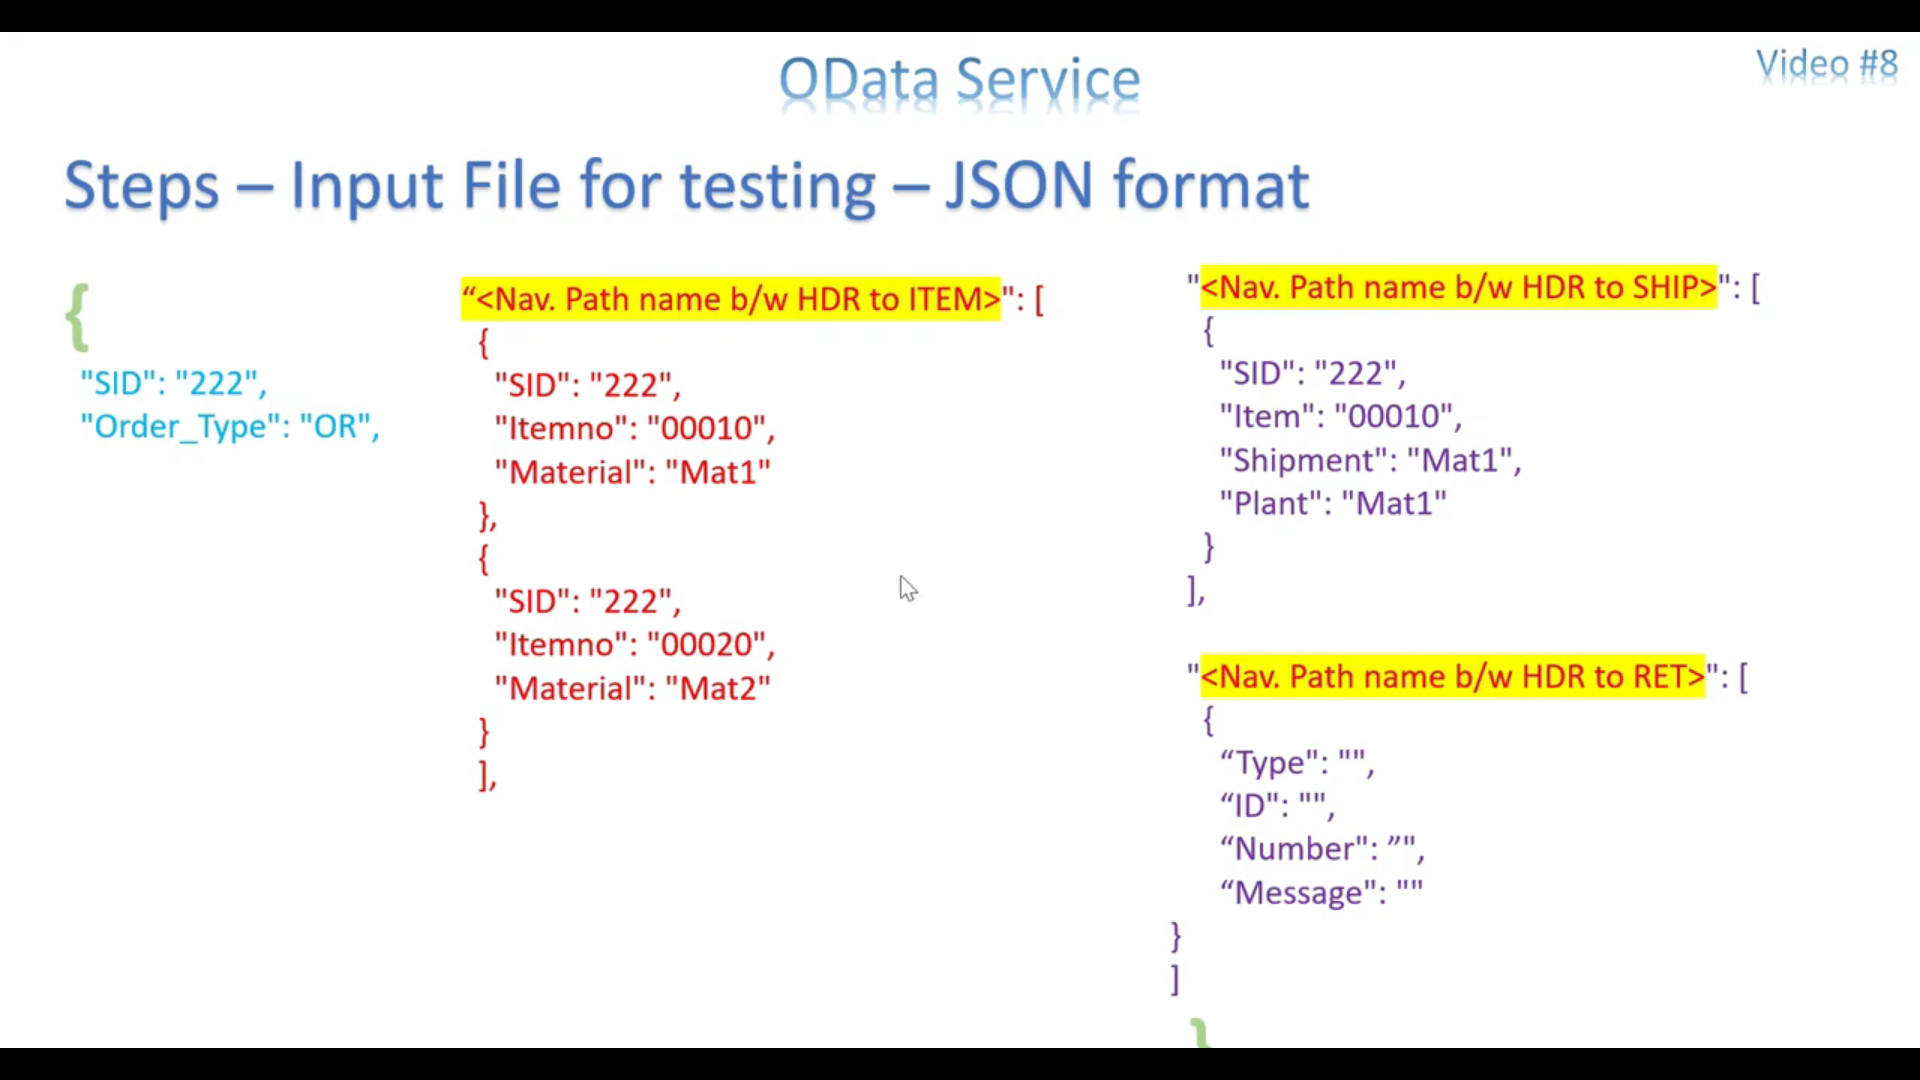 OData Service
Video #8
Steps – Input File for testing – JSON format
{
"SID": "222",
"Order_Type": "OR",
“<Nav. Path name b/w HDR to ITEM>": [
{
"SID": "222",
"Itemno": "00010",
"Material": "Mat1"
},
{
"SID": "222",
"Itemno": "00020",
"Material": "Mat2"
}
],
"<Nav. Path name b/w HDR to SHIP>": [
{
"SID": "222",
"Item": "00010",
"Shipment": "Mat1",
"Plant": "Mat1"
}
],
"<Nav. Path name b/w HDR to RET>": [
{
“Type": "",
“ID": "",
“Number": ”",
“Message": ""
}
]
}